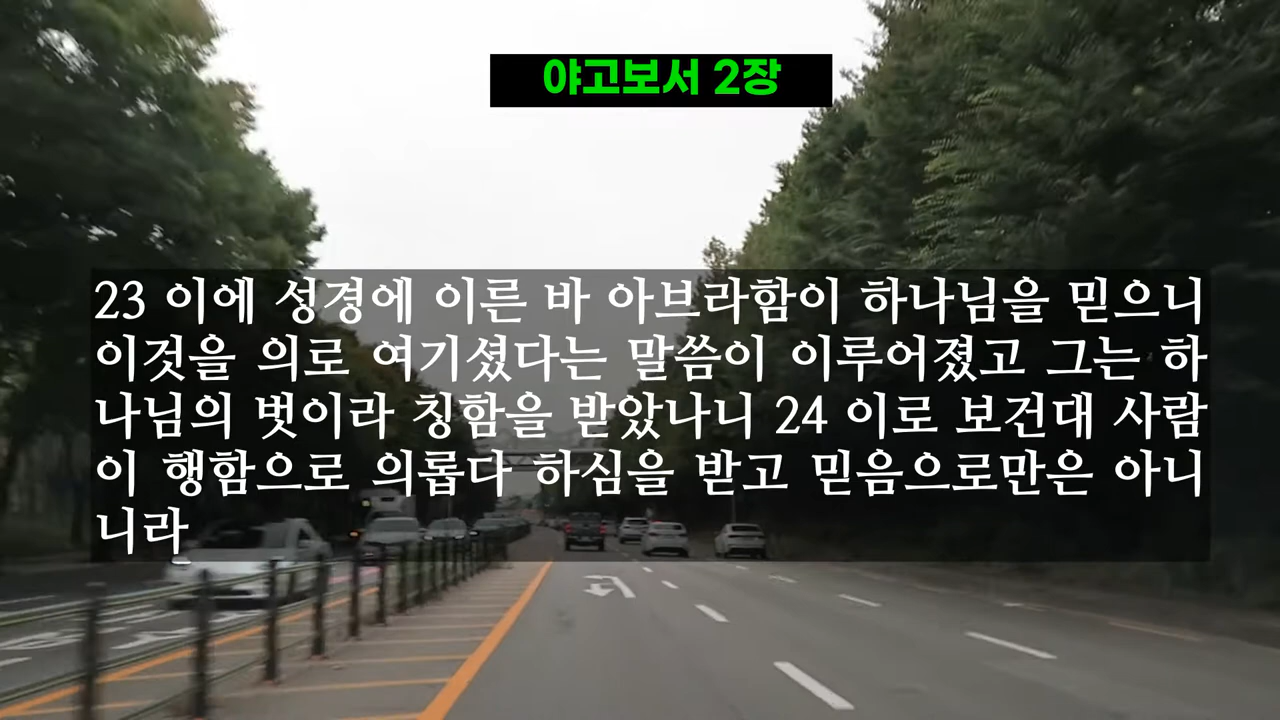 야고보서 2장
23 이에 성경에 이른 바 아브라함이 하나님을 믿으니
이것을 의로 여기셨다는 말씀이 이루어졌고 그는 하
나님의 벗이라 칭함을 받았나니 24 이로 보건대 사람
이 행함으로 의롭다 하심을 받고 믿음으로만은 아니
니라